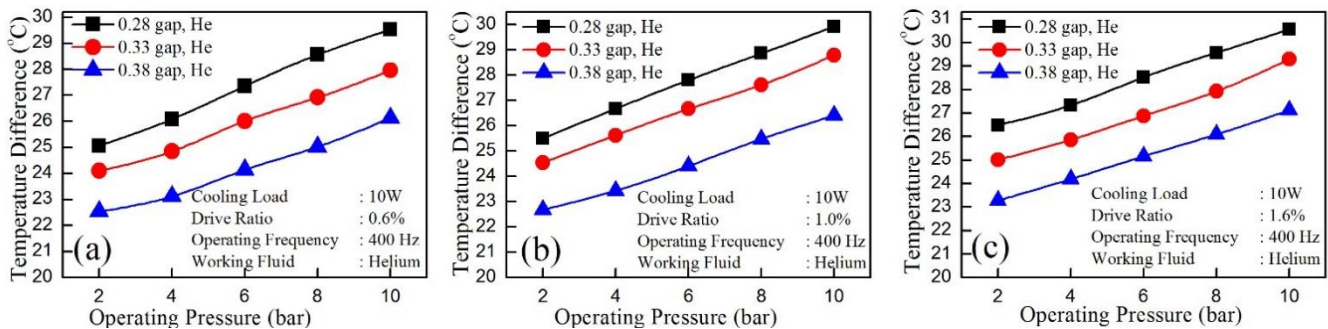 Temperature Difference (°C)
30
29
28
27
26
25
24
23
22
21
20
0.28 gap, He
0.33 gap, He
0.38 gap, He
Cooling Load : 10W
Drive Ratio : 0.6%
Operating Frequency : 400 Hz
Working Fluid : Helium
(a)
2 4 6 8 10
Operating Pressure (bar)
Temperature Difference (°C)
30
29
28
27
26
25
24
23
22
21
20
0.28 gap, He
0.33 gap, He
0.38 gap, He
Cooling Load : 10W
Drive Ratio : 1.0%
Operating Frequency : 400 Hz
Working Fluid : Helium
(b)
2 4 6 8 10
Operating Pressure (bar)
Temperature Difference (°C)
31
30
29
28
27
26
25
24
23
22
21
20
0.28 gap, He
0.33 gap, He
0.38 gap, He
Cooling Load : 10W
Drive Ratio : 1.6%
Operating Frequency : 400 Hz
Working Fluid : Helium
(c)
2 4 6 8 10
Operating Pressure (bar)